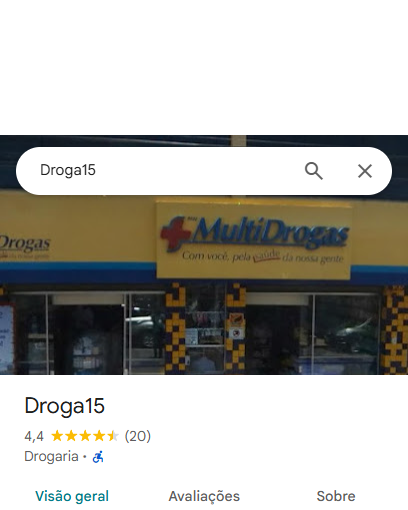 Droga15
Drogas
MultiDrogas
Com você, pela saúde da nossa gente
Droga15
4,4 (20)
Drogaria ·
Visão geral
Avaliações
Sobre